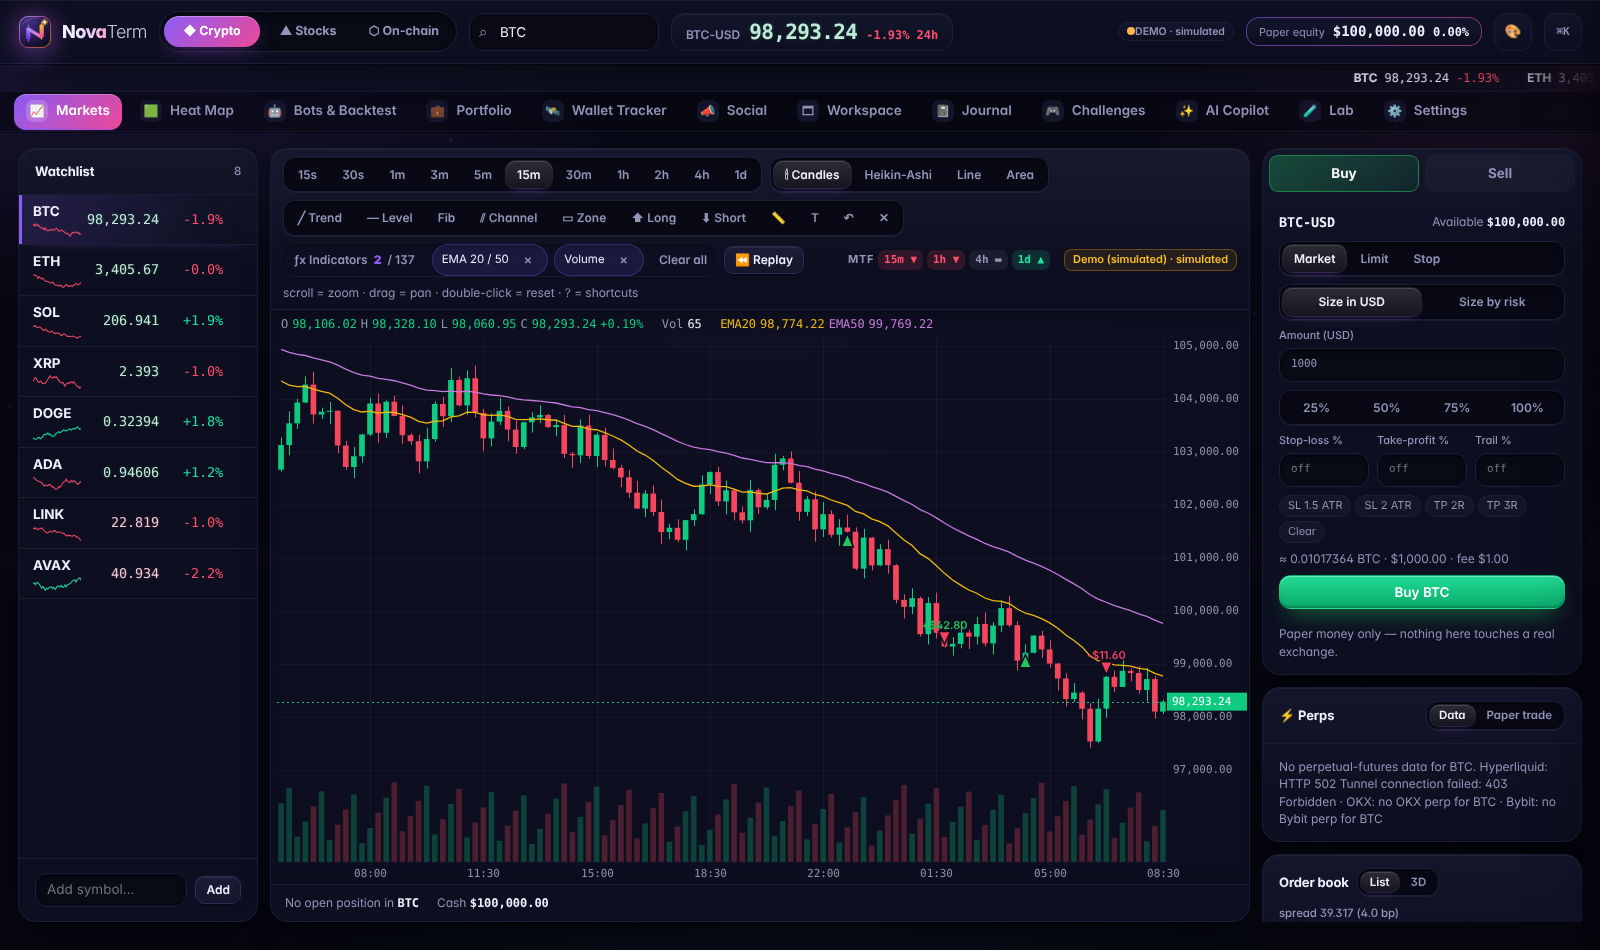 NovaTerm
Crypto
Stocks
On-chain
BTC
BTC-USD 98,293.24 -1.93% 24h
DEMO · simulated
Paper equity $100,000.00 0.00%
⌘K
BTC 98,293.24 -1.93% ETH 3,405
Markets
Heat Map
Bots & Backtest
Portfolio
Wallet Tracker
Social
Workspace
Journal
Challenges
AI Copilot
Lab
Settings
Watchlist 8
BTC 98,293.24 -1.9%
ETH 3,405.67 -0.0%
SOL 206.941 +1.9%
XRP 2.393 -1.0%
DOGE 0.32394 +1.8%
ADA 0.94606 +1.2%
LINK 22.819 -1.0%
AVAX 40.934 -2.2%
Add symbol... Add
15s 30s 1m 3m 5m 15m 30m 1h 2h 4h 1d
Candles Heikin-Ashi Line Area
Trend Level Fib Channel Zone Long Short T ↶ ✕
ƒx Indicators 2 / 137 EMA 20 / 50 × Volume × Clear all Replay
MTF 15m ▼ 1h ▼ 4h ▬ 1d ▲ Demo (simulated) · simulated
scroll = zoom · drag = pan · double-click = reset · ? = shortcuts
O 98,106.02 H 98,328.10 L 98,060.95 C 98,293.24 +0.19% Vol 65 EMA20 98,774.22 EMA50 99,769.22
105,000.00
104,000.00
103,000.00
102,000.00
101,000.00
100,000.00
99,000.00
98,293.24
98,000.00
97,000.00
$11.60
08:00 11:30 15:00 18:30 22:00 01:30 05:00 08:30
No open position in BTC Cash $100,000.00
Buy Sell
BTC-USD Available $100,000.00
Market Limit Stop
Size in USD Size by risk
Amount (USD)
1000
25% 50% 75% 100%
Stop-loss % Take-profit % Trail %
off off off
SL 1.5 ATR SL 2 ATR TP 2R TP 3R
Clear
≈ 0.01017364 BTC · $1,000.00 · fee $1.00
Buy BTC
Paper money only — nothing here touches a real
exchange.
Perps Data Paper trade
No perpetual-futures data for BTC. Hyperliquid:
HTTP 502 Tunnel connection failed: 403
Forbidden · OKX: no OKX perp for BTC · Bybit: no
Bybit perp for BTC
Order book List 3D
spread 39.317 (4.0 bp)